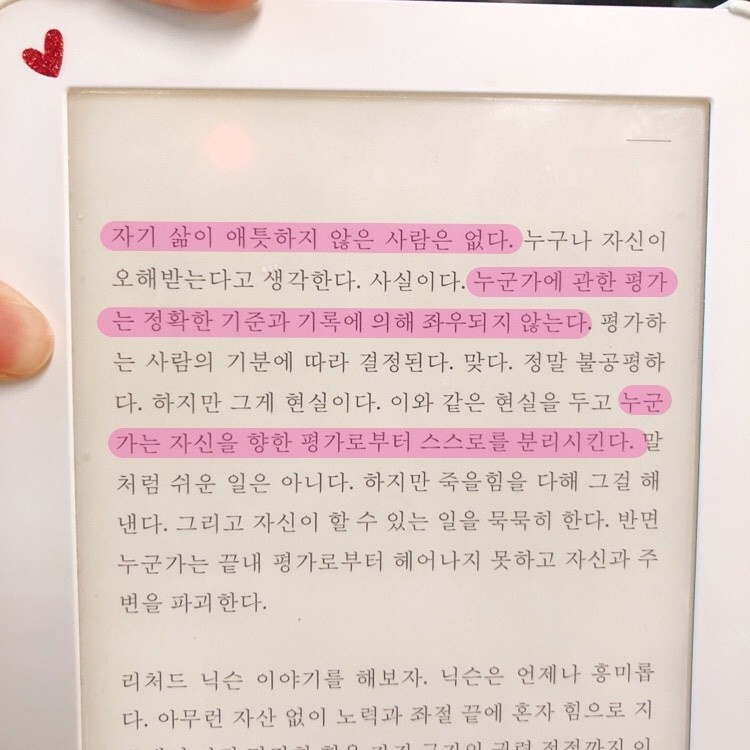 자기 삶이 애틋하지 않은 사람은 없다. 누구나 자신이
오해받는다고 생각한다. 사실이다. 누군가에 관한 평가
는 정확한 기준과 기록에 의해 좌우되지 않는다. 평가하
는 사람의 기분에 따라 결정된다. 맞다. 정말 불공평하
다. 하지만 그게 현실이다. 이와 같은 현실을 두고 누군
가는 자신을 향한 평가로부터 스스로를 분리시킨다. 말
처럼 쉬운 일은 아니다. 하지만 죽을힘을 다해 그걸 해
낸다. 그리고 자신이 할 수 있는 일을 묵묵히 한다. 반면
누군가는 끝내 평가로부터 헤어나지 못하고 자신과 주
변을 파괴한다.
리처드 닉슨 이야기를 해보자. 닉슨은 언제나 흥미롭
다. 아무런 자산 없이 노력과 좌절 끝에 혼자 힘으로 지